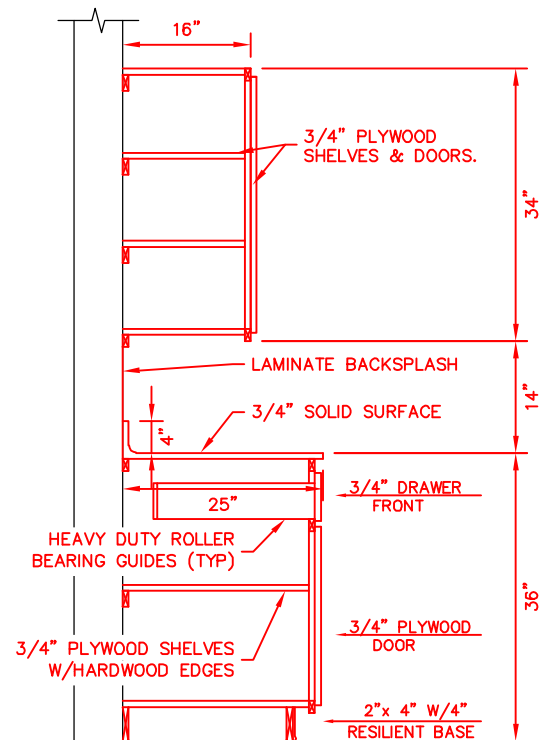 16"
3/4" PLYWOOD
SHELVES & DOORS.
34"
LAMINATE BACKSPLASH
14"
3/4" SOLID SURFACE
4"
25"
3/4" DRAWER
FRONT
HEAVY DUTY ROLLER
BEARING GUIDES (TYP)
36"
3/4" PLYWOOD SHELVES
W/HARDWOOD EDGES
3/4" PLYWOOD
DOOR
2"x 4" W/4"
RESILIENT BASE